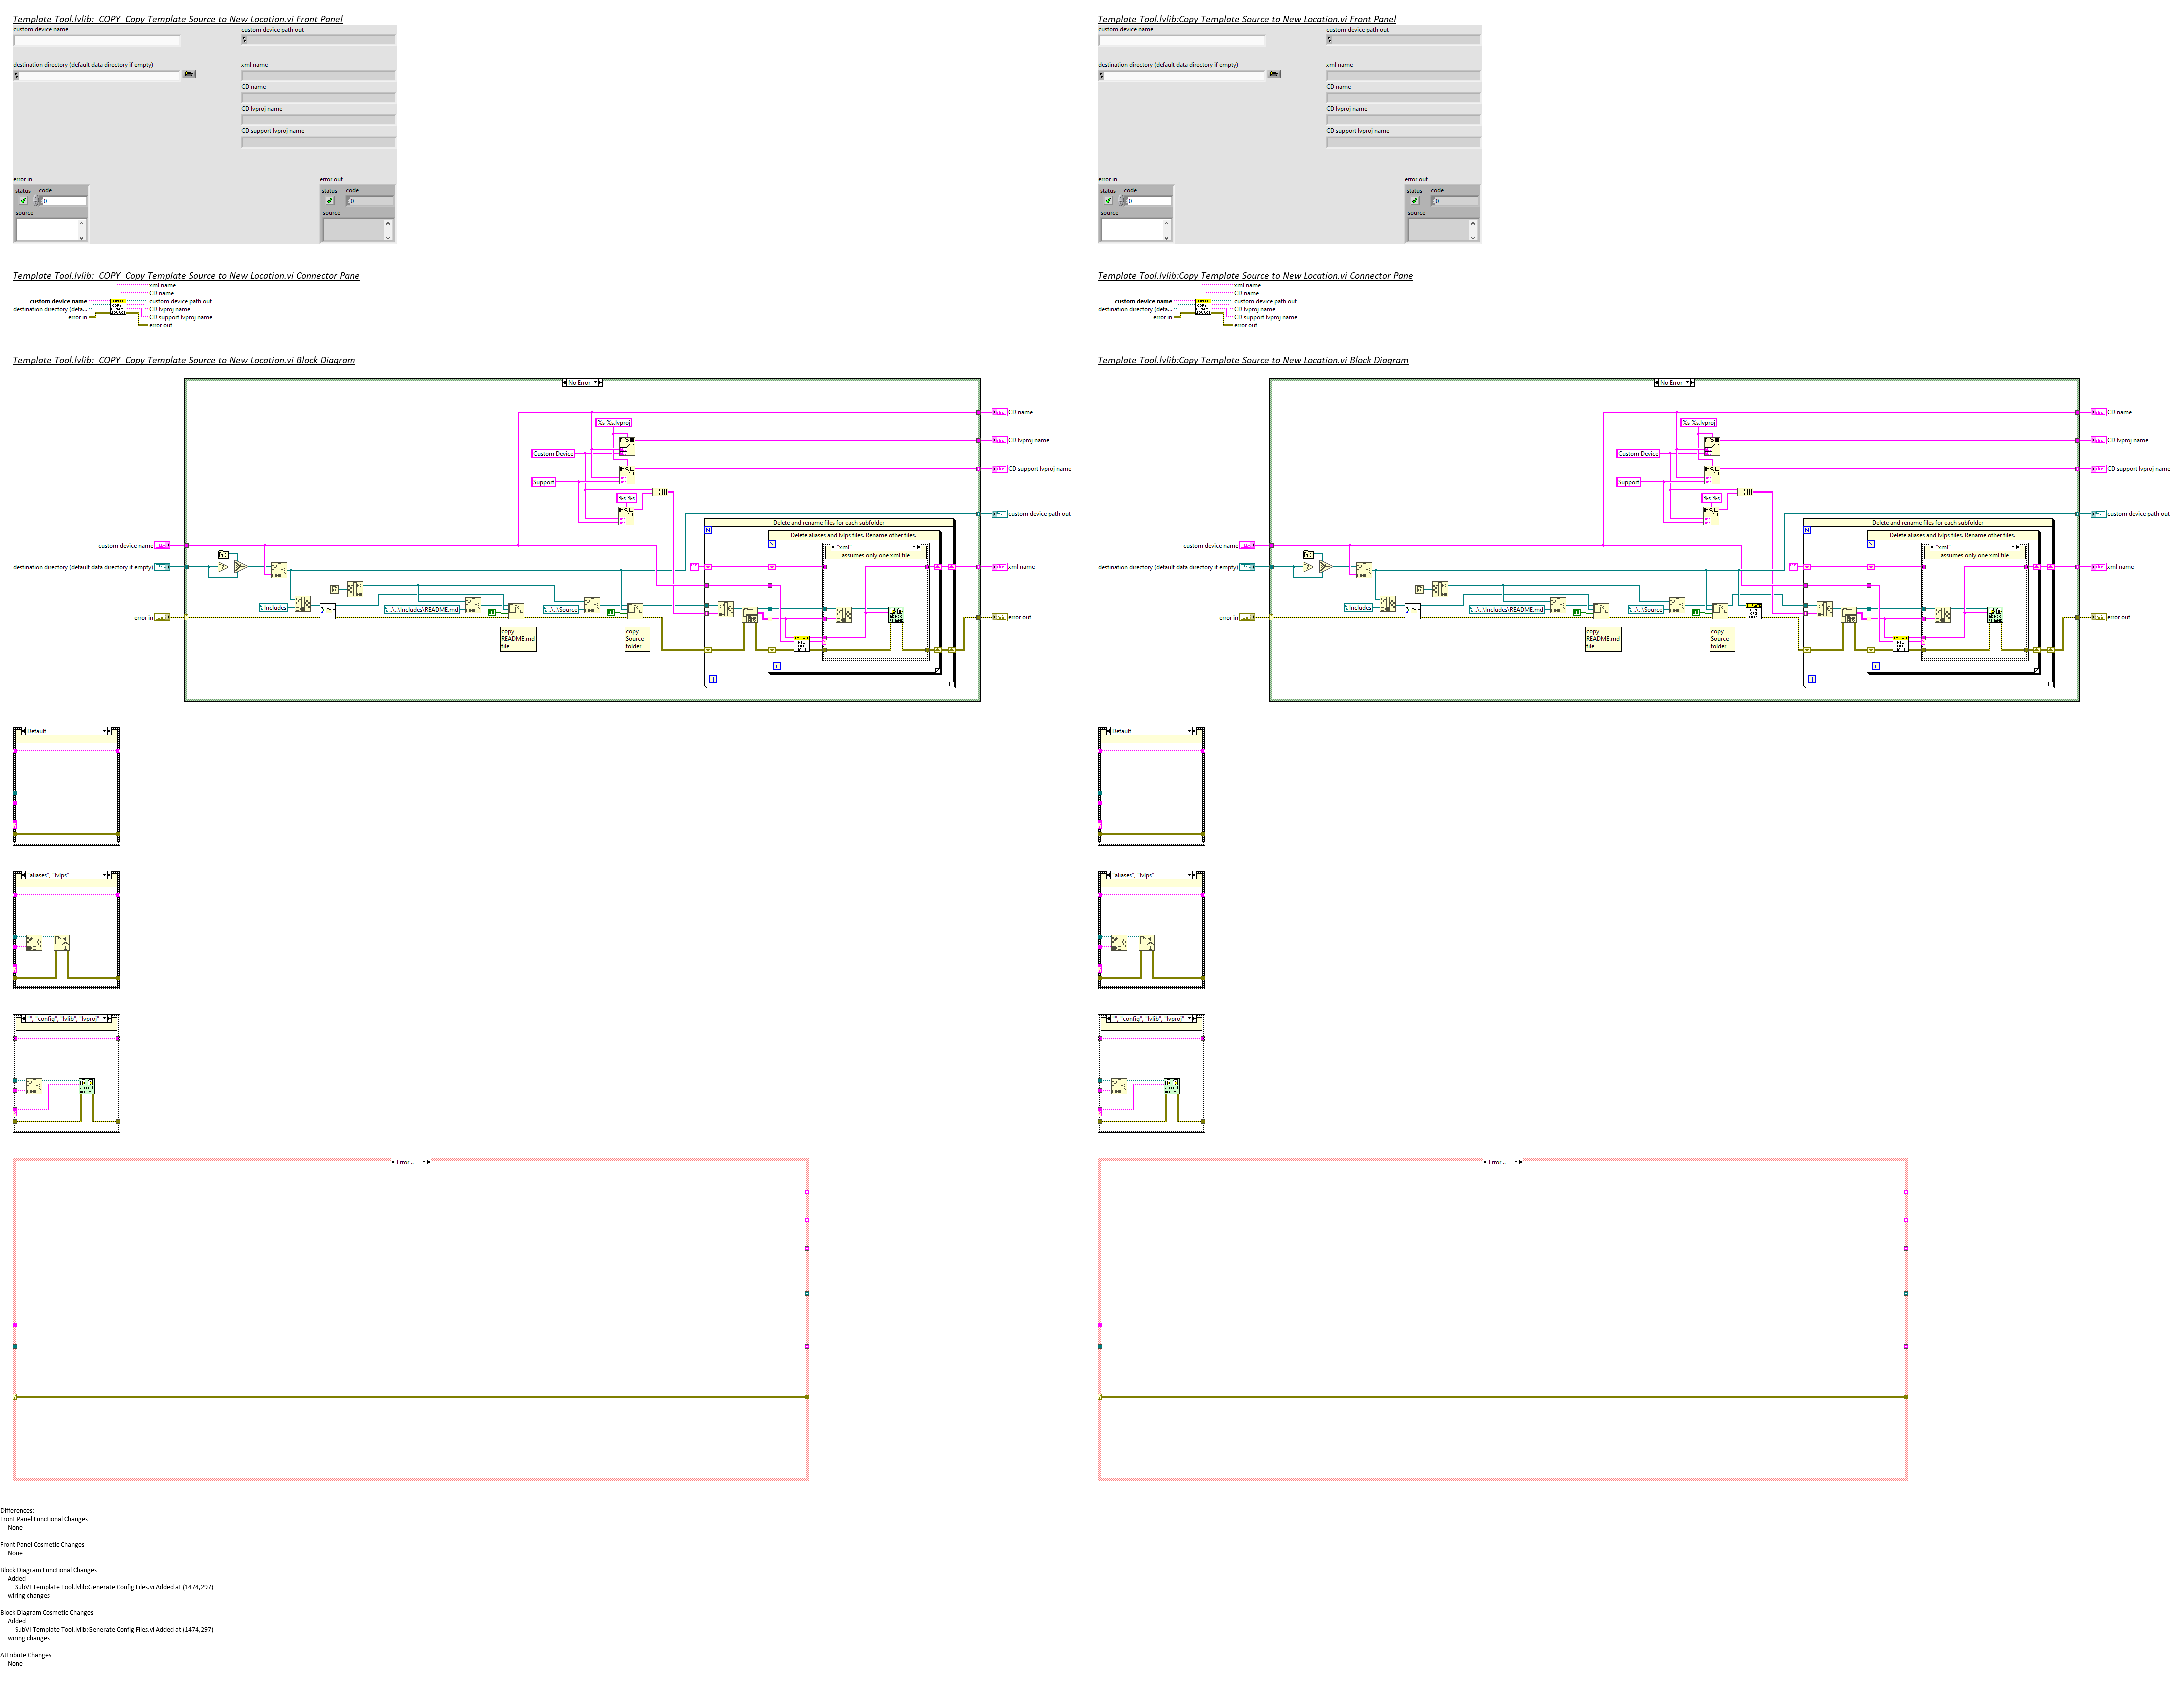 Template Tool.lvlib:_COPY_Copy Template Source to New Location.vi Front Panel
custom device name
custom device path out
destination directory (default data directory if empty)
xml name
CD name
CD lvproj name
CD support lvproj name
error in
status code
0
source
error out
status code
0
source
Template Tool.lvlib:_COPY_Copy Template Source to New Location.vi Connector Pane
xml name
CD name
custom device name
custom device path out
destination directory (defa...
CD lvproj name
error in
CD support lvproj name
error out
Template Tool.lvlib:_COPY_Copy Template Source to New Location.vi Block Diagram
No Error
CD name
%s %s.lvproj
CD lvproj name
Custom Device
CD support lvproj name
Support
%s %s
custom device path out
Delete and rename files for each subfolder
N
Delete aliases and lvlps files. Rename other files.
N
custom device name
"xml"
assumes only one xml file
destination directory (default data directory if empty)
xml name
Includes
..\..\Includes\README.md
..\..\Source
error in
error out
copy
README.md
file
copy
Source
folder
i
i
Default
"aliases", "lvlps"
"", "config", "lvlib", "lvproj"
Error
Template Tool.lvlib:Copy Template Source to New Location.vi Front Panel
custom device name
custom device path out
destination directory (default data directory if empty)
xml name
CD name
CD lvproj name
CD support lvproj name
error in
status code
0
source
error out
status code
0
source
Template Tool.lvlib:Copy Template Source to New Location.vi Connector Pane
xml name
CD name
custom device name
custom device path out
destination directory (defa...
CD lvproj name
error in
CD support lvproj name
error out
Template Tool.lvlib:Copy Template Source to New Location.vi Block Diagram
No Error
CD name
%s %s.lvproj
CD lvproj name
Custom Device
CD support lvproj name
Support
%s %s
custom device path out
Delete and rename files for each subfolder
N
Delete aliases and lvlps files. Rename other files.
N
custom device name
"xml"
assumes only one xml file
destination directory (default data directory if empty)
xml name
Includes
..\..\Includes\README.md
..\..\Source
error in
error out
copy
README.md
file
copy
Source
folder
i
i
Default
"aliases", "lvlps"
"", "config", "lvlib", "lvproj"
Error
Differences:
Front Panel Functional Changes
None
Front Panel Cosmetic Changes
None
Block Diagram Functional Changes
Added
SubVI Template Tool.lvlib:Generate Config Files.vi Added at (1474,297)
wiring changes
Block Diagram Cosmetic Changes
Added
SubVI Template Tool.lvlib:Generate Config Files.vi Added at (1474,297)
wiring changes
Attribute Changes
None